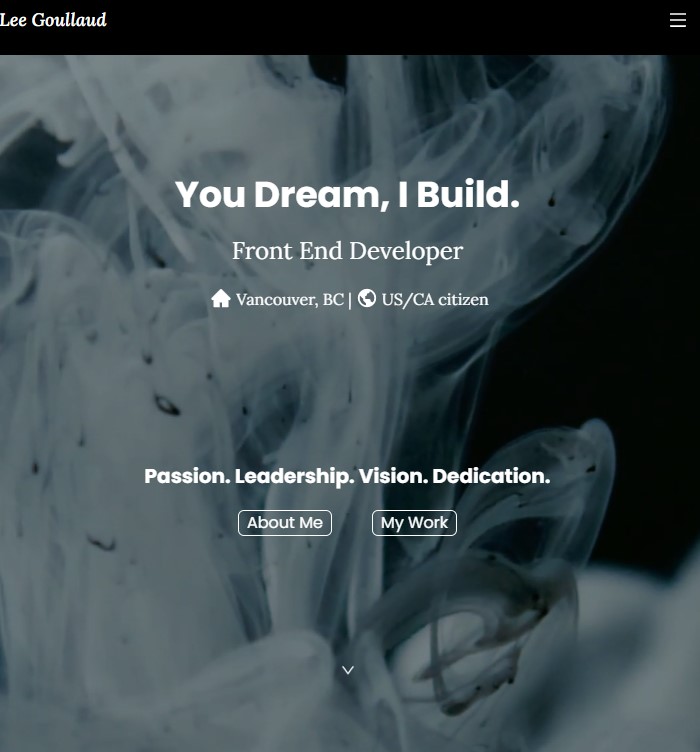 Lee Goullaud
You Dream, I Build.
Front End Developer
Vancouver, BC | US/CA citizen
Passion. Leadership. Vision. Dedication.
About Me My Work